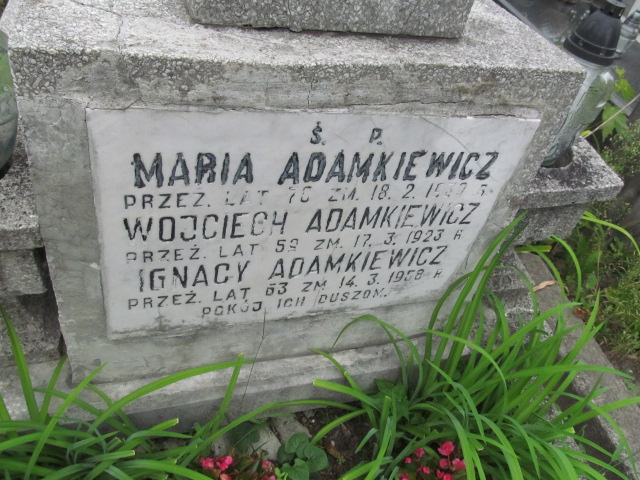 Ś. P.
MARIA ADAMKIEWICZ
PRZEŻ. LAT 70 ZM. 18. 2. R.
WOJCIECH ADAMKIEWICZ
PRZEŻ. LAT 59 ZM. 17. 3. 1923 R
IGNACY ADAMKIEWICZ
PRZEŻ. LAT 63 ZM 14. 3. 1958 R
POKÓJ ICH DUSZOM.